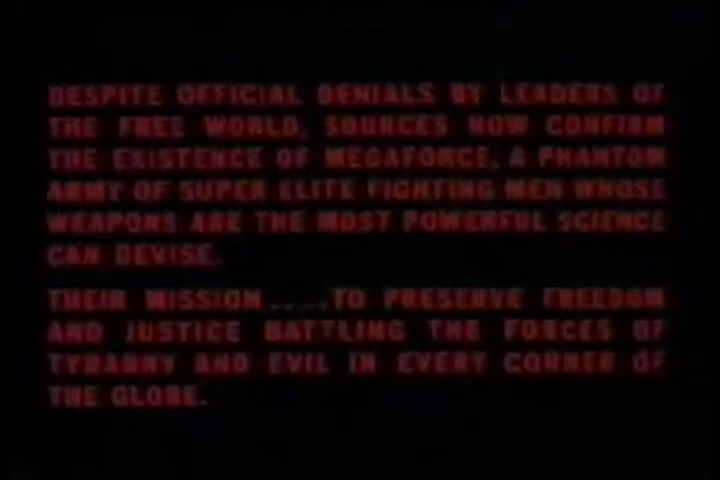 DESPITE OFFICIAL DENIALS BY LEADERS OF
THE FREE WORLD, SOURCES NOW CONFIRM
THE EXISTENCE OF MEGAFORCE, A PHANTOM
ARMY OF SUPER ELITE FIGHTING MEN WHOSE
WEAPONS ARE THE MOST POWERFUL SCIENCE
CAN DEVISE.
THEIR MISSION....TO PRESERVE FREEDOM
AND JUSTICE BATTLING THE FORCES OF
TYRANNY AND EVIL IN EVERY CORNER OF
THE GLOBE.